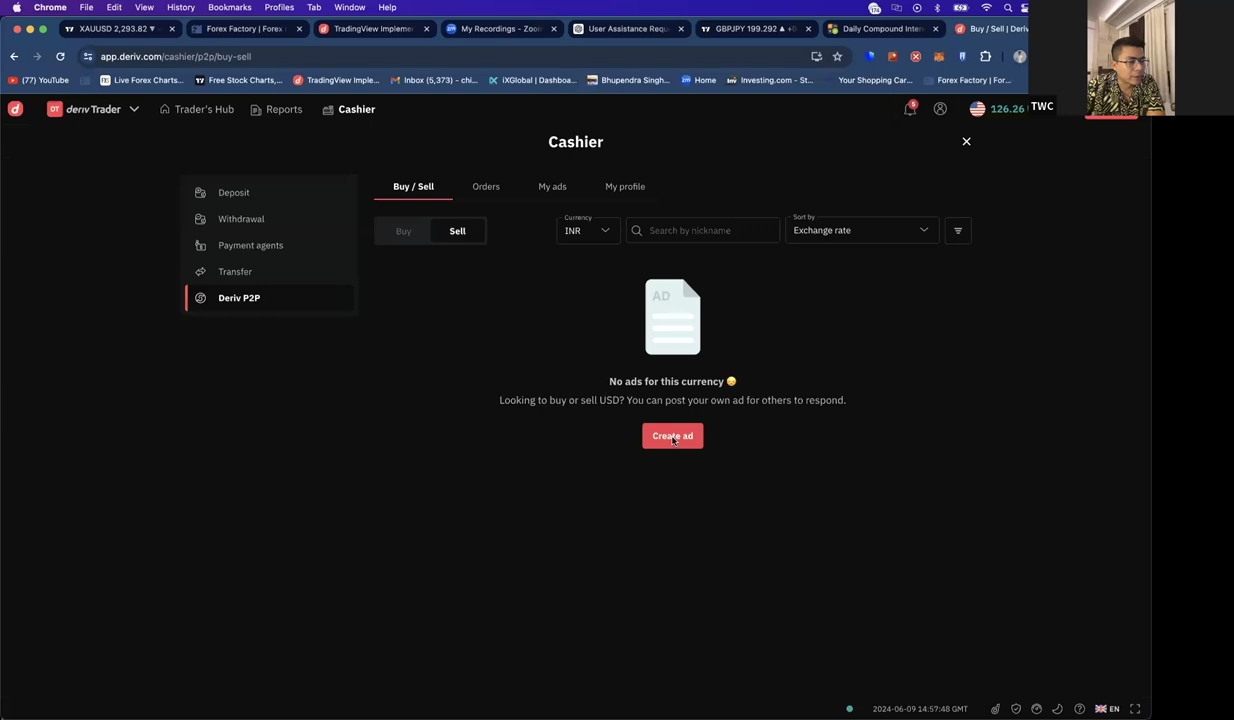 Chrome File Edit View History Bookmarks Profiles Tab Window Help
XAUUSD 2,293.82 ▼
Forex Factory | Forex
TradingView Impleme
My Recordings - Zoo
User Assistance Req
GBPJPY 199.292 ▲ +
Daily Compound Inter
Buy / Sell | Deriv
app.deriv.com/cashier/p2p/buy-sell
(77) YouTube
Live Forex Charts...
Free Stock Charts,...
TradingView Imple...
Inbox (5,373) - chi...
iXGlobal | Dashboa...
Bhupendra Singh...
Home
Investing.com - St...
Your Shopping Car...
Forex Factory | For...
deriv Trader
Trader's Hub
Reports
Cashier
5
126.26
TWC
Cashier
Deposit
Withdrawal
Payment agents
Transfer
Deriv P2P
Buy / Sell
Orders
My ads
My profile
Buy
Sell
Currency
INR
Search by nickname
Sort by
Exchange rate
AD
No ads for this currency 😞
Looking to buy or sell USD? You can post your own ad for others to respond.
Create ad
2024-06-09 14:57:48 GMT
EN